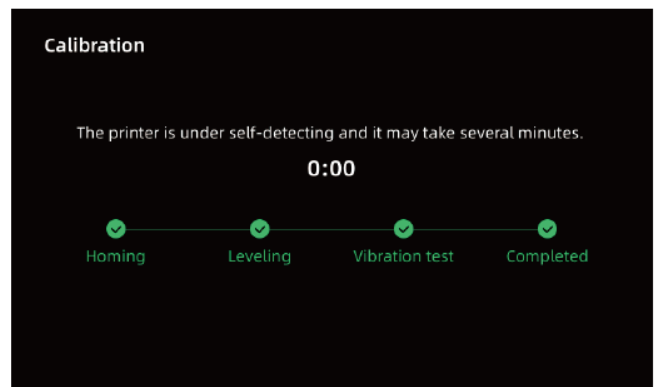 Calibration
The printer is under self-detecting and it may take several minutes.
0:00
Homing Leveling Vibration test Completed